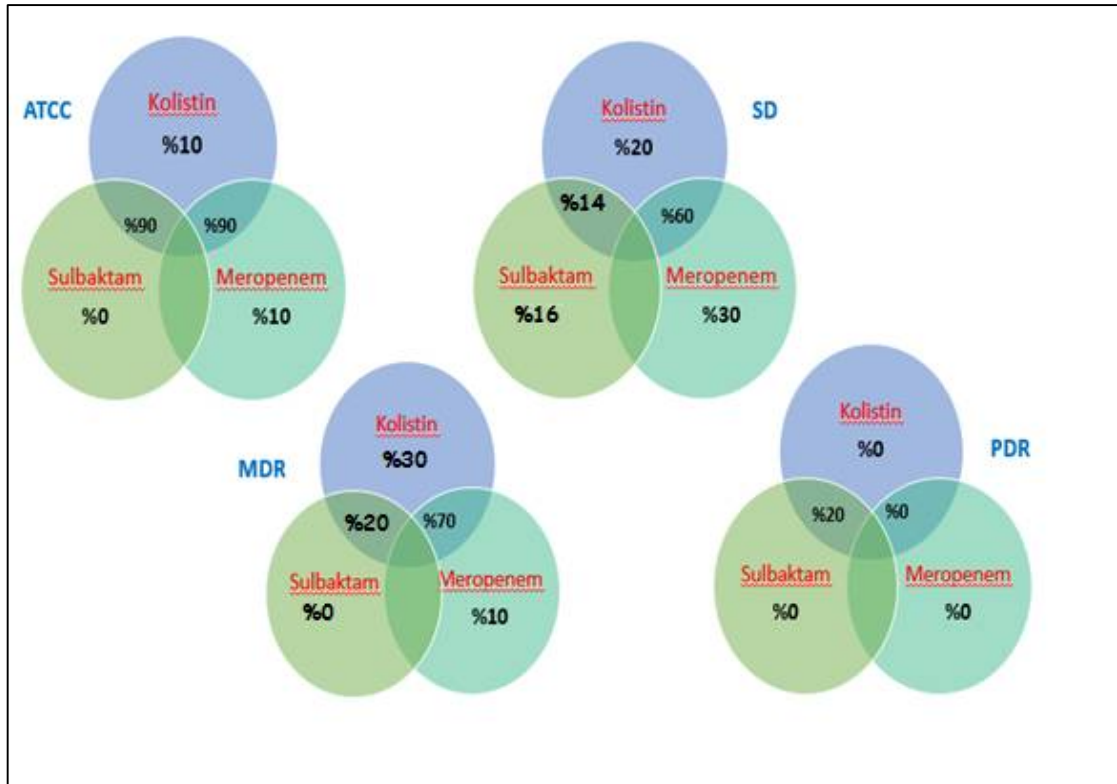 ATCC
Kolistin
%10
%90
%90
Sulbaktam
%0
Meropenem
%10
SD
Kolistin
%20
%14
%60
Sulbaktam
%16
Meropenem
%30
MDR
Kolistin
%30
%20
%70
Sulbaktam
%0
Meropenem
%10
PDR
Kolistin
%0
%20
%0
Sulbaktam
%0
Meropenem
%0